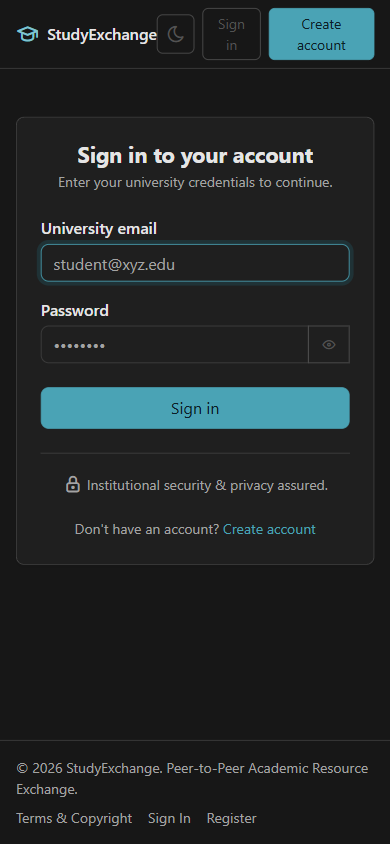 StudyExchange
Sign
in
Create
account
Sign in to your account
Enter your university credentials to continue.
University email
student@xyz.edu
Password
••••••••
Sign in
Institutional security & privacy assured.
Don't have an account? Create account
© 2026 StudyExchange. Peer-to-Peer Academic Resource
Exchange.
Terms & Copyright Sign In Register